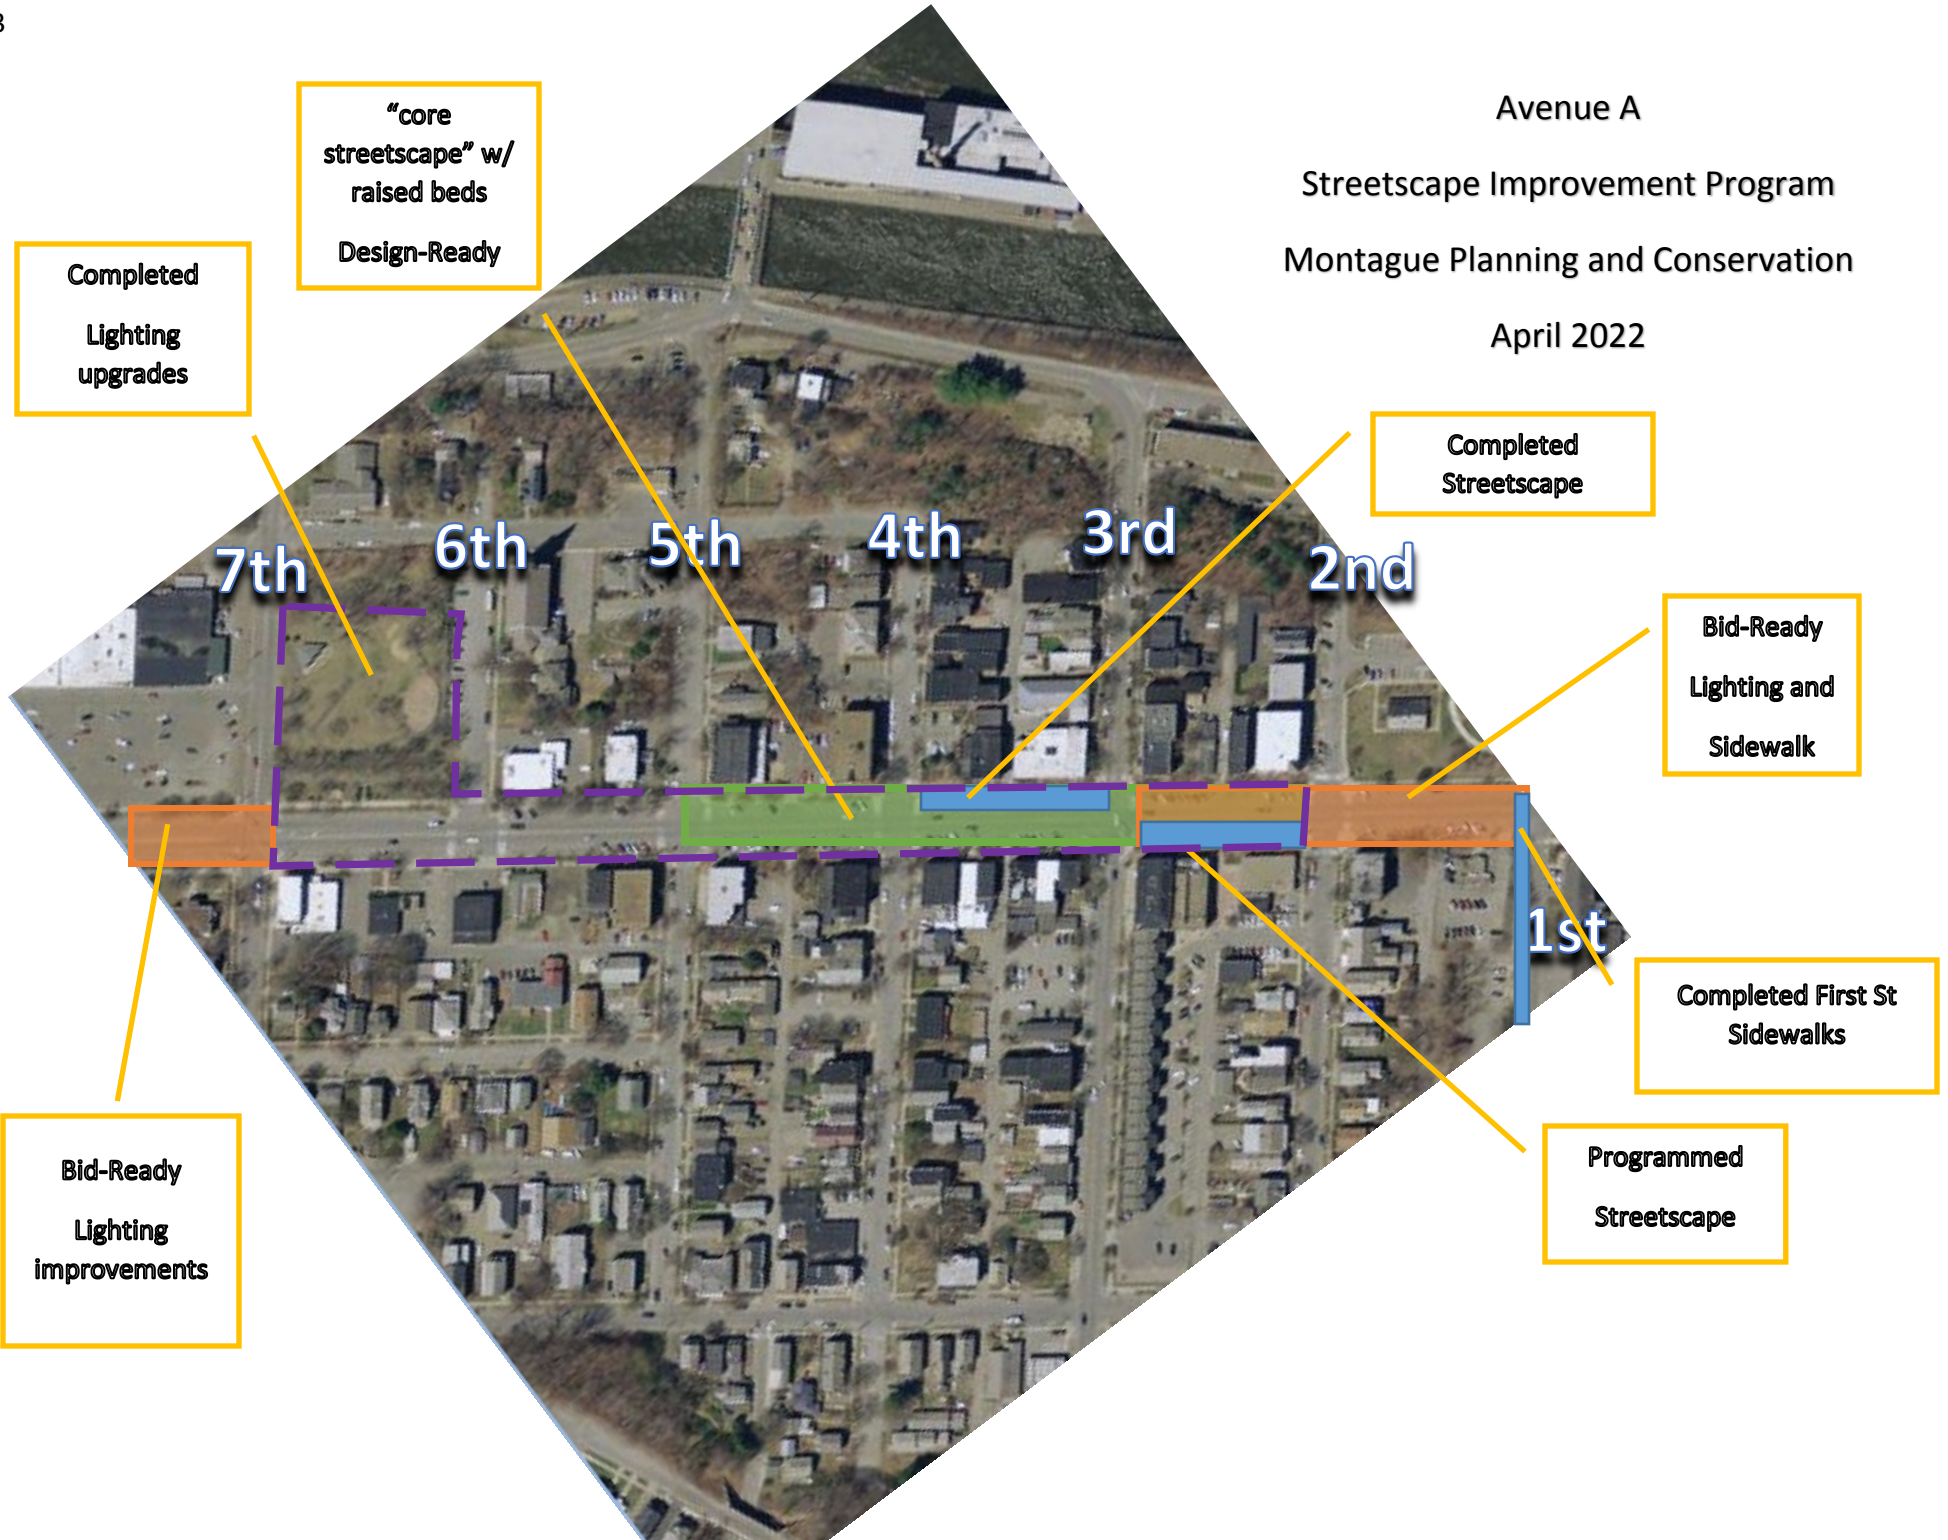 3
Avenue A
Streetscape Improvement Program
Montague Planning and Conservation
April 2022
“core
streetscape” w/
raised beds
Design-Ready
Completed
Lighting
upgrades
Completed
Streetscape
7th
6th
5th
4th
3rd
2nd
Bid-Ready
Lighting and
Sidewalk
1st
Completed First St
Sidewalks
Programmed
Streetscape
Bid-Ready
Lighting
improvements